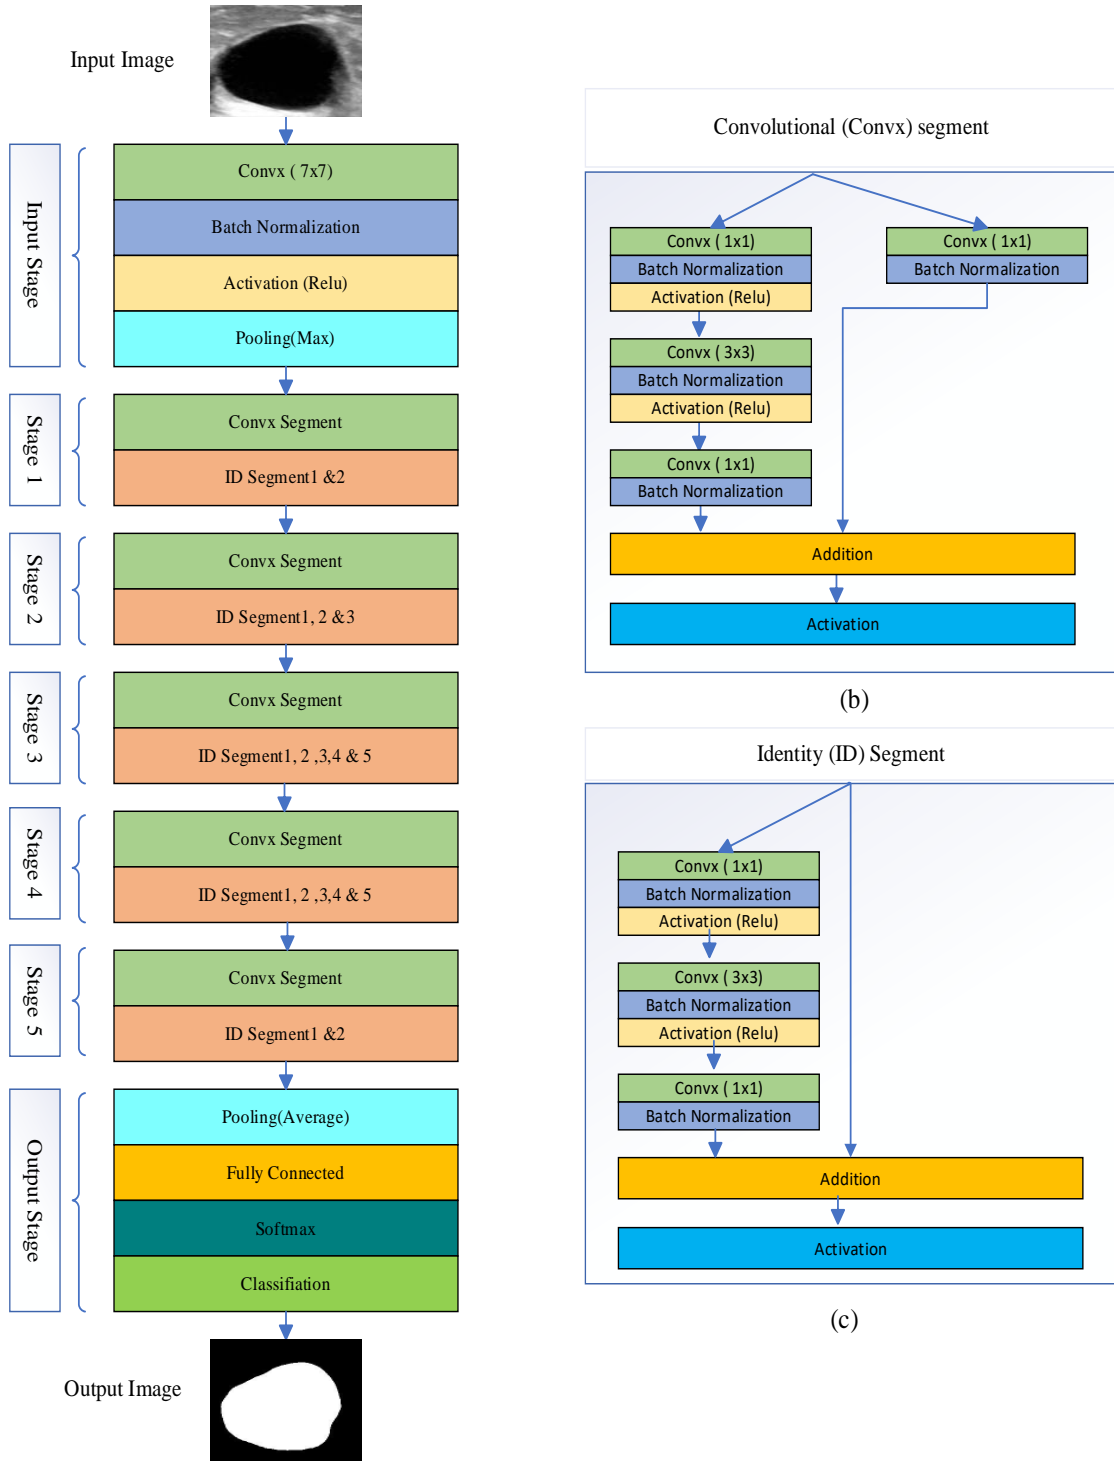 Input Image
Input Stage
Convx ( 7x7)
Batch Normalization
Activation (Relu)
Pooling(Max)
Stage 1
Convx Segment
ID Segment1 &2
Stage 2
Convx Segment
ID Segment1, 2 &3
Stage 3
Convx Segment
ID Segment1, 2 ,3,4 & 5
Stage 4
Convx Segment
ID Segment1, 2 ,3,4 & 5
Stage 5
Convx Segment
ID Segment1 &2
Output Stage
Pooling(Average)
Fully Connected
Softmax
Classifiation
Output Image
Convolutional (Convx) segment
Convx ( 1x1)
Batch Normalization
Activation (Relu)
Convx ( 3x3)
Batch Normalization
Activation (Relu)
Convx ( 1x1)
Batch Normalization
Convx ( 1x1)
Batch Normalization
Addition
Activation
(b)
Identity (ID) Segment
Convx ( 1x1)
Batch Normalization
Activation (Relu)
Convx ( 3x3)
Batch Normalization
Activation (Relu)
Convx ( 1x1)
Batch Normalization
Addition
Activation
(c)